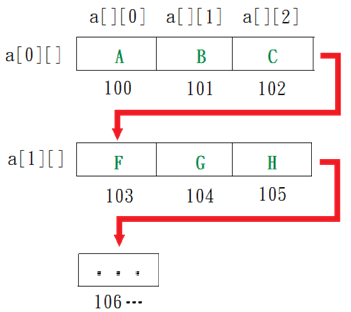 a[][0] a[][1] a[][2]
a[0][] A B C
100 101 102
a[1][] F G H
103 104 105
. . .
106···